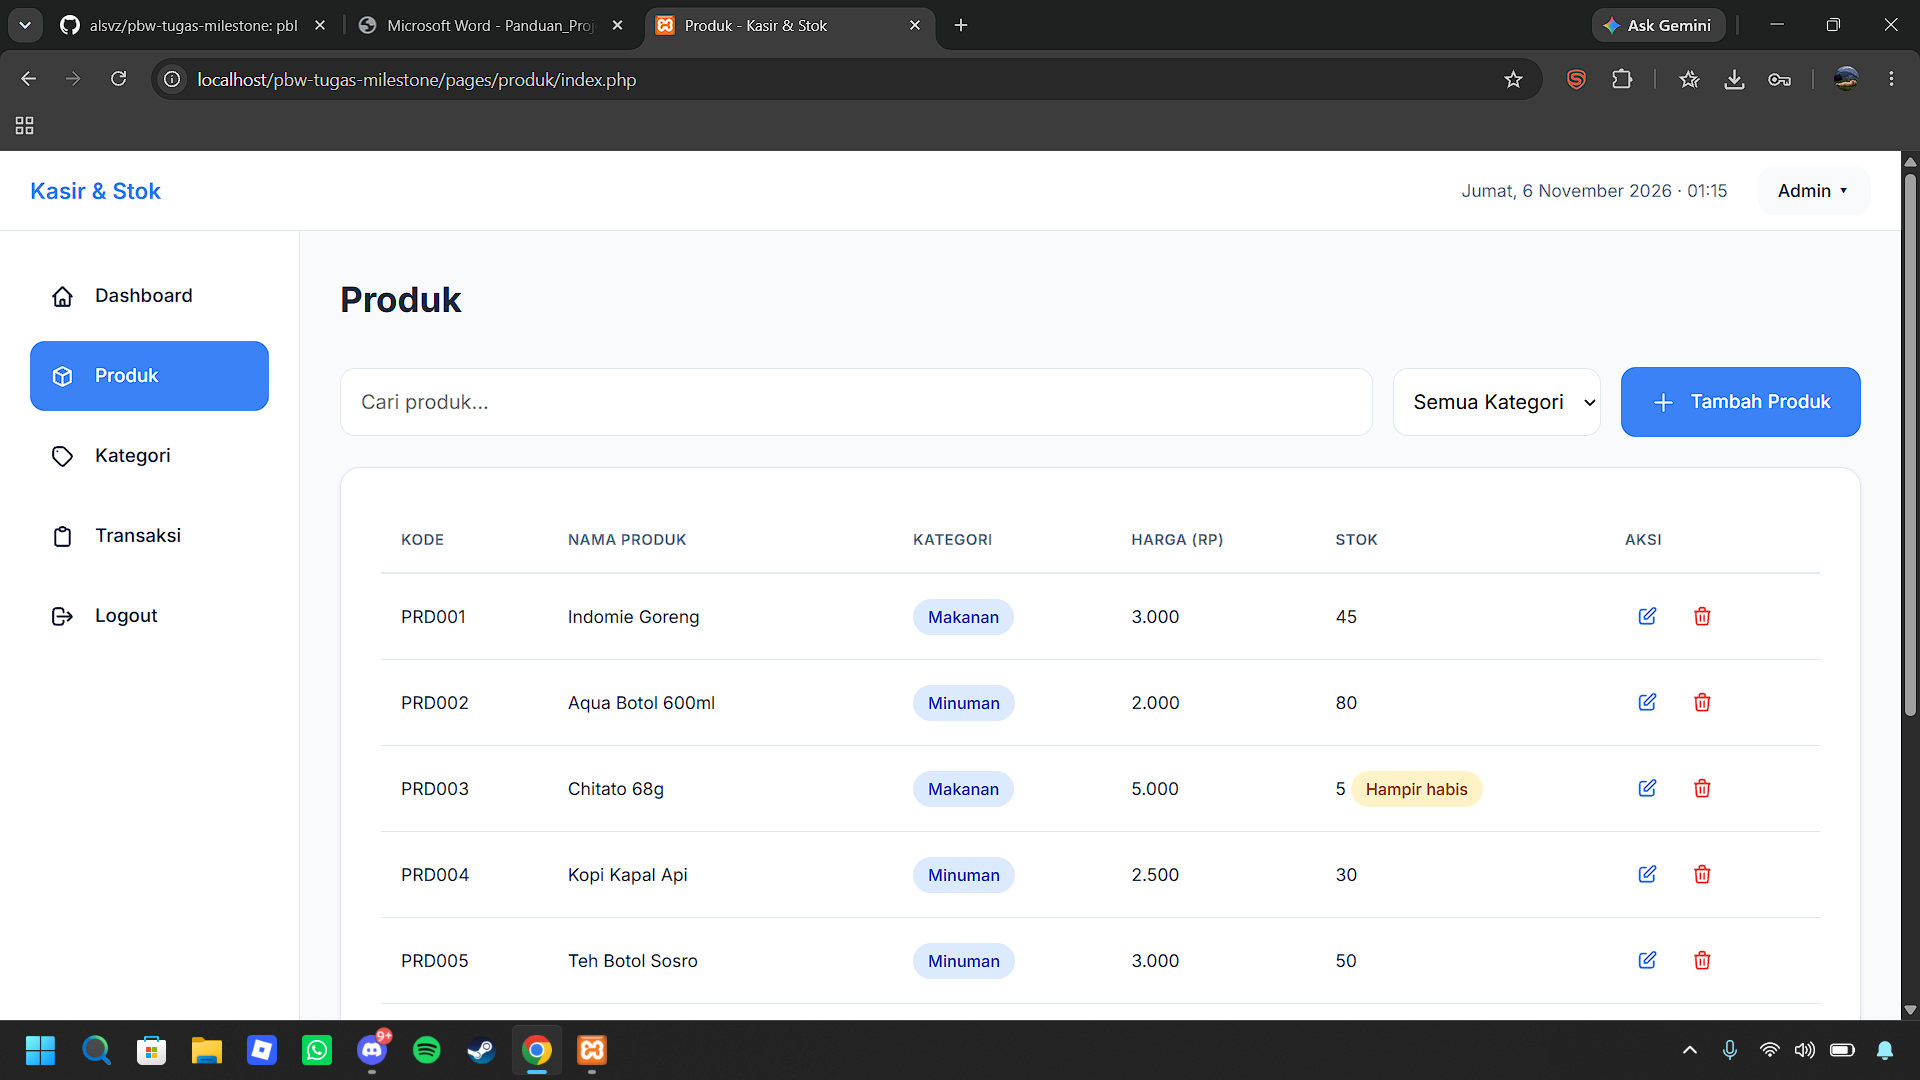 alsvz/pbw-tugas-milestone: pbl
Microsoft Word - Panduan_Proj
Produk - Kasir & Stok
Ask Gemini
localhost/pbw-tugas-milestone/pages/produk/index.php
Kasir & Stok
Jumat, 6 November 2026 · 01:15
Admin
Dashboard
Produk
Kategori
Transaksi
Logout
Produk
Cari produk...
Semua Kategori
Tambah Produk
KODE NAMA PRODUK KATEGORI HARGA (RP) STOK AKSI
PRD001 Indomie Goreng Makanan 3.000 45
PRD002 Aqua Botol 600ml Minuman 2.000 80
PRD003 Chitato 68g Makanan 5.000 5 Hampir habis
PRD004 Kopi Kapal Api Minuman 2.500 30
PRD005 Teh Botol Sosro Minuman 3.000 50
9+